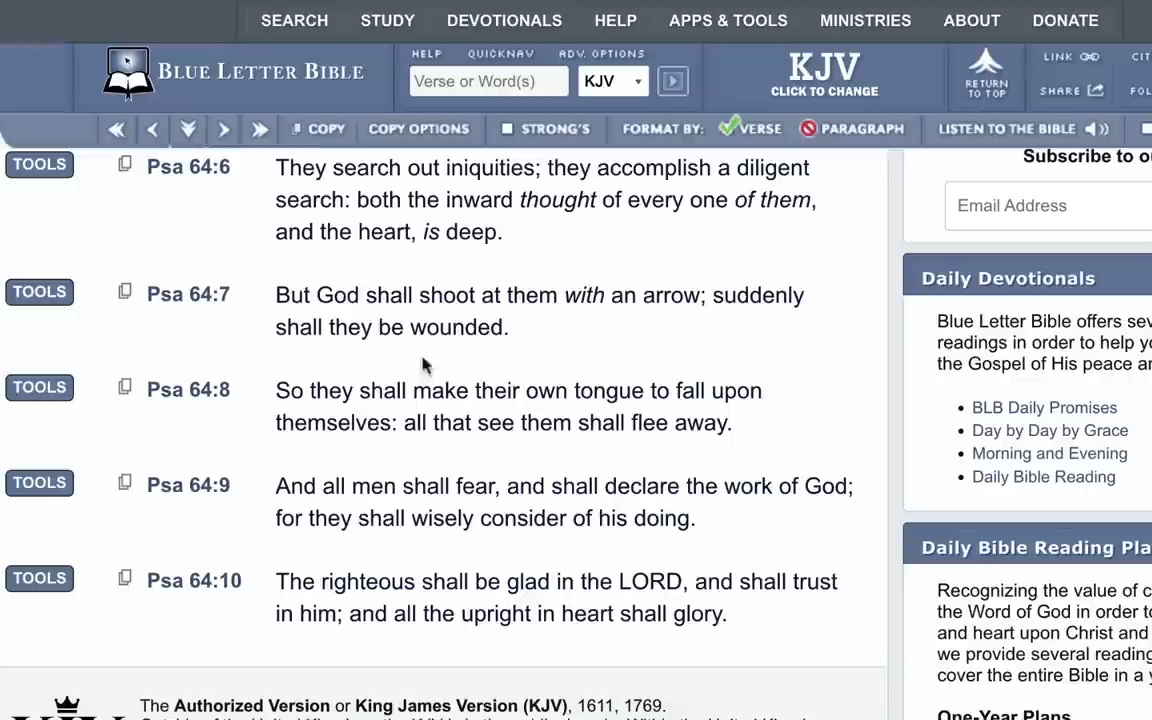 SEARCH STUDY DEVOTIONALS HELP APPS & TOOLS MINISTRIES ABOUT DONATE
HELP QUICKNAV ADV. OPTIONS
BLUE LETTER BIBLE
Verse or Word(s) KJV
KJV
CLICK TO CHANGE
RETURN
TO TOP
LINK
SHARE
COPY COPY OPTIONS STRONG'S FORMAT BY: VERSE PARAGRAPH LISTEN TO THE BIBLE
TOOLS Psa 64:6 They search out iniquities; they accomplish a diligent
search: both the inward thought of every one of them,
and the heart, is deep.
TOOLS Psa 64:7 But God shall shoot at them with an arrow; suddenly
shall they be wounded.
TOOLS Psa 64:8 So they shall make their own tongue to fall upon
themselves: all that see them shall flee away.
TOOLS Psa 64:9 And all men shall fear, and shall declare the work of God;
for they shall wisely consider of his doing.
TOOLS Psa 64:10 The righteous shall be glad in the LORD, and shall trust
in him; and all the upright in heart shall glory.
The Authorized Version or King James Version (KJV), 1611, 1769.
Subscribe to
Email Address
Daily Devotionals
Blue Letter Bible offers
readings in order to help
the Gospel of His peace
• BLB Daily Promises
• Day by Day by Grace
• Morning and Evening
• Daily Bible Reading
Daily Bible Reading
Recognizing the value of
the Word of God in order to
and heart upon Christ and
we provide several
cover the entire Bible in a
One-Year Plans